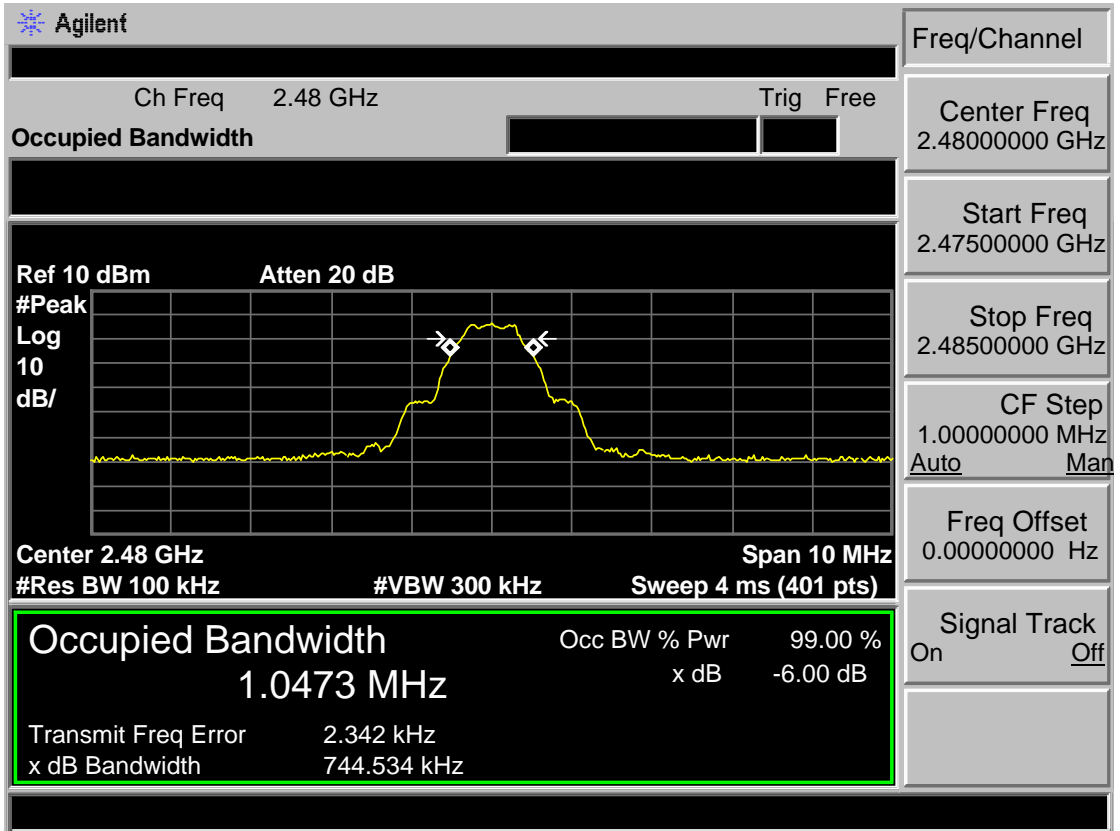 Agilent
Freq/Channel
Ch Freq 2.48 GHz Trig Free
Occupied Bandwidth
Center Freq
2.48000000 GHz
Start Freq
2.47500000 GHz
Stop Freq
2.48500000 GHz
CF Step
1.00000000 MHz
Auto Man
Freq Offset
0.00000000 Hz
Signal Track
On Off
Ref 10 dBm Atten 20 dB
#Peak
Log
10
dB/
Center 2.48 GHz Span 10 MHz
#Res BW 100 kHz #VBW 300 kHz Sweep 4 ms (401 pts)
Occupied Bandwidth
1.0473 MHz
Occ BW % Pwr 99.00 %
x dB -6.00 dB
Transmit Freq Error 2.342 kHz
x dB Bandwidth 744.534 kHz